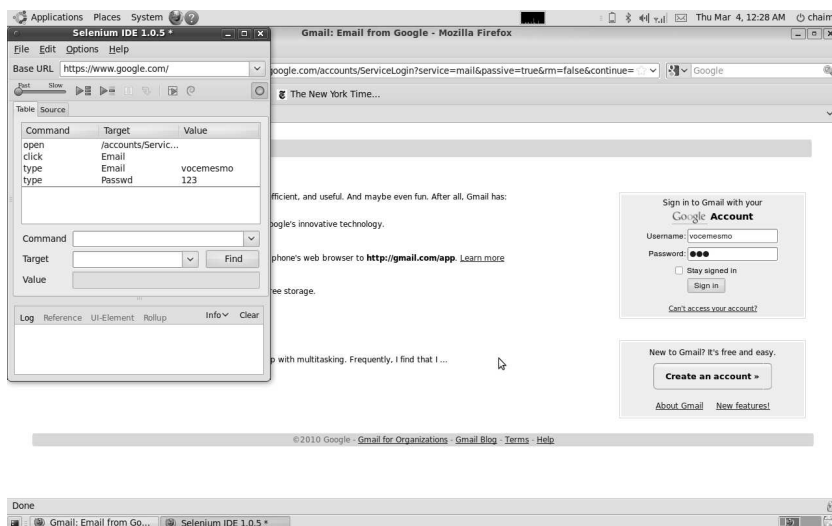 Applications Places System
Thu Mar 4, 12:28 AM chaim
Selenium IDE 1.0.5 *
File Edit Options Help
Base URL https://www.google.com/
Fast Slow
Table Source
Command Target Value
open /accounts/Servic...
click Email
type Email vocemesmo
type Passwd 123
Command
Target Find
Value
Log Reference UI-Element Rollup Info Clear
Gmail: Email from Google - Mozilla Firefox
google.com/accounts/ServiceLogin?service=mail&passive=true&rm=false&continue=
Google
The New York Time...
efficient, and useful. And maybe even fun. After all, Gmail has:
oogle's innovative technology.
phone's web browser to http://gmail.com/app. Learn more
ree storage.
p with multitasking. Frequently, I find that I ...
Sign in to Gmail with your
Google Account
Username: vocemesmo
Password:
Stay signed in
Sign in
Can't access your account?
New to Gmail? It's free and easy.
Create an account »
About Gmail New features!
©2010 Google - Gmail for Organizations - Gmail Blog - Terms - Help
Done
Gmail: Email from Go... Selenium IDE 1.0.5 *